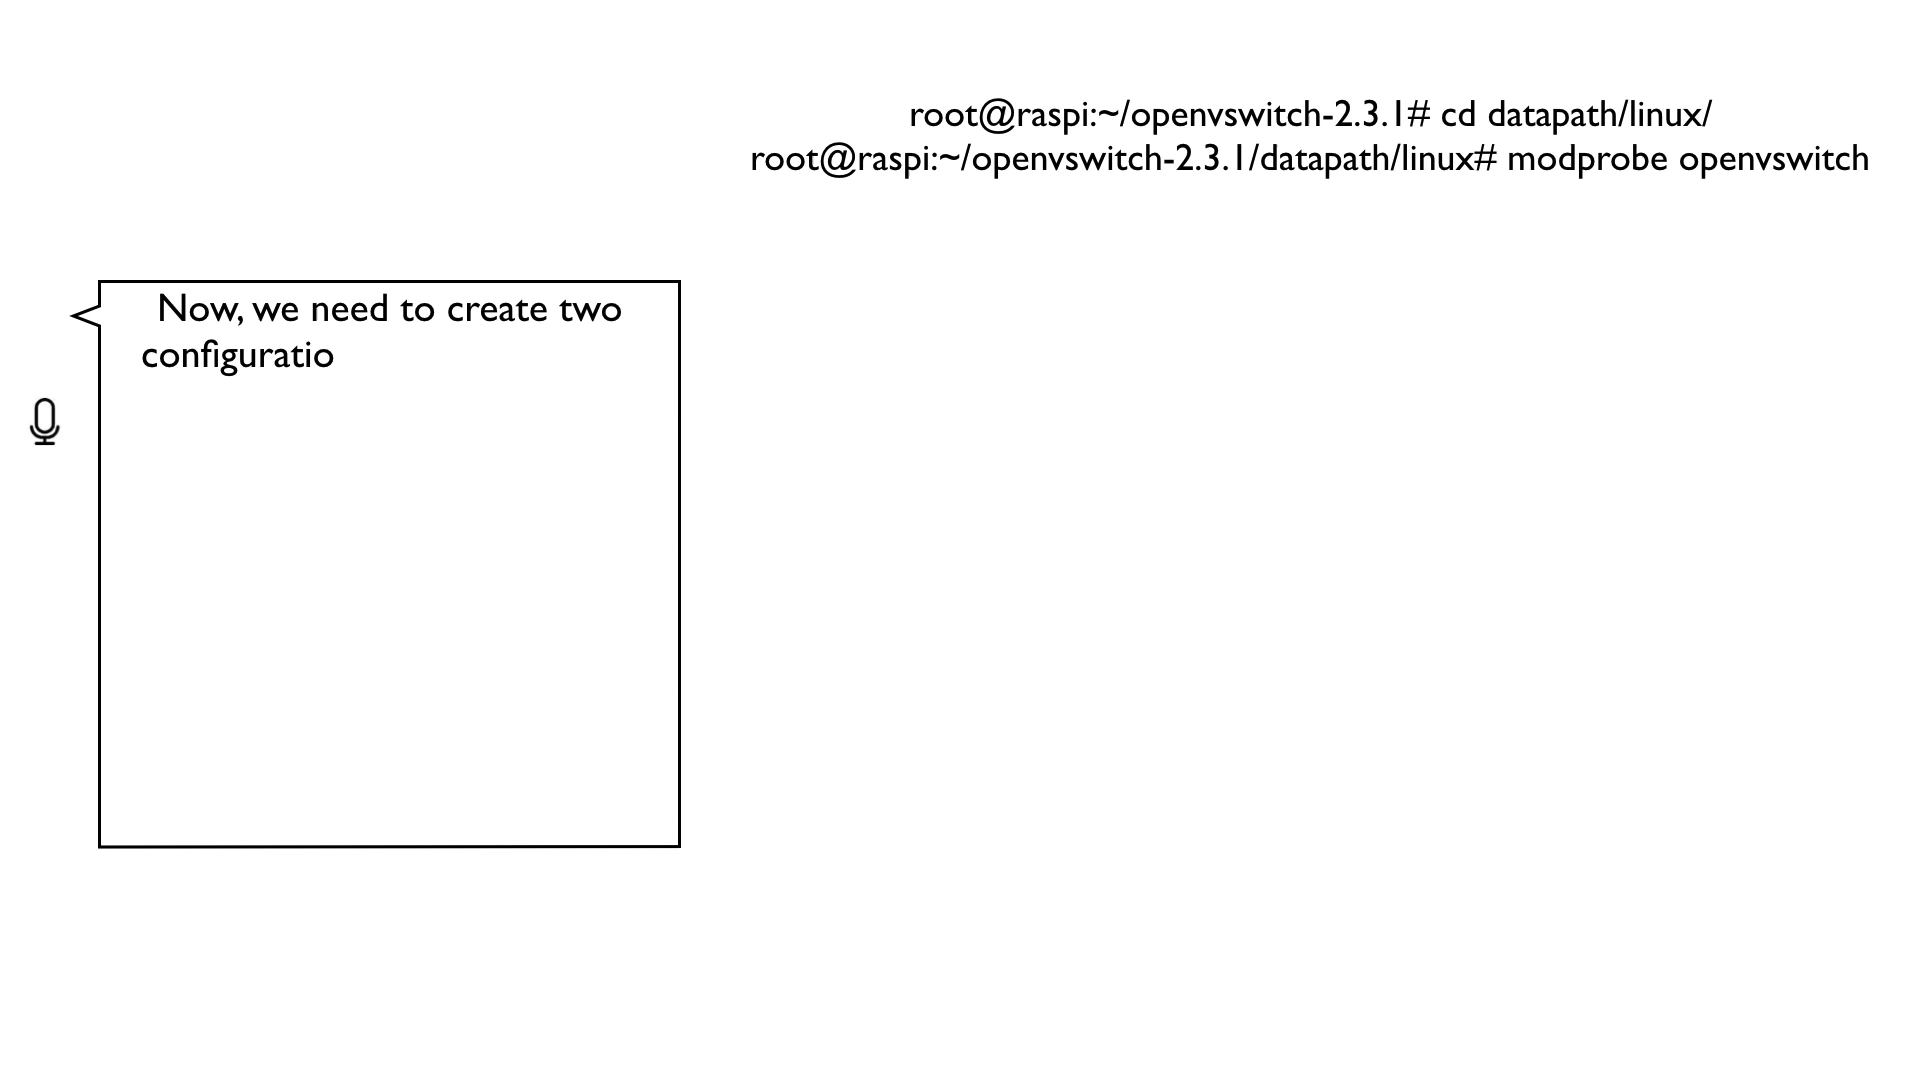 root@raspi:~/openvswitch-2.3.1# cd datapath/linux/
root@raspi:~/openvswitch-2.3.1/datapath/linux# modprobe openvswitch
Now, we need to create two
configuratio